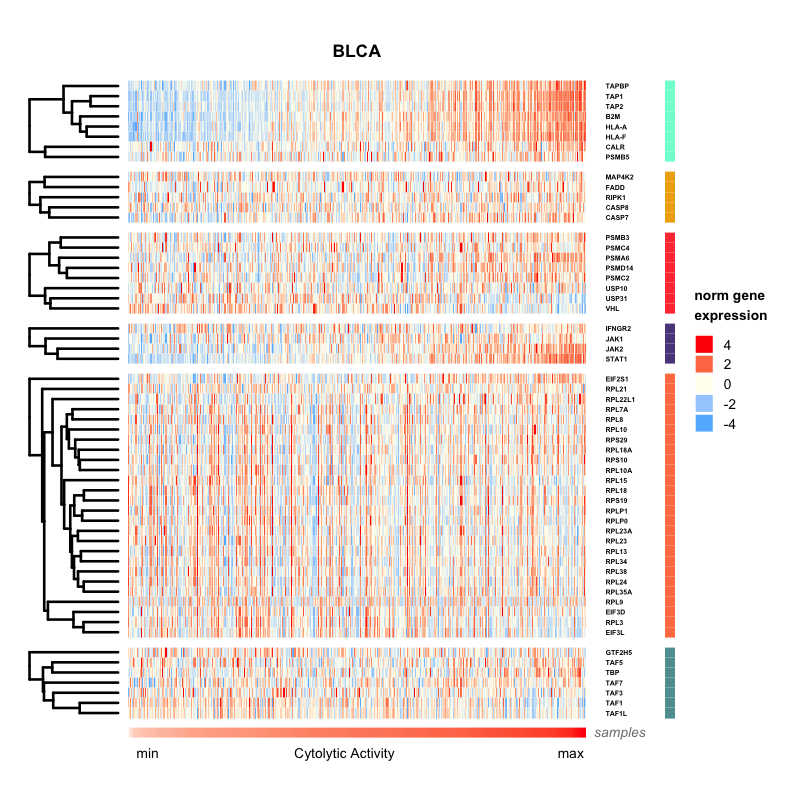 BLCA
TAPBP
TAP1
TAP2
B2M
HLA-A
HLA-F
CALR
PSMB5
MAP4K2
FADD
RIPK1
CASP8
CASP7
PSMB3
PSMC4
PSMA6
PSMD14
PSMC2
USP10
USP31
VHL
IFNGR2
JAK1
JAK2
STAT1
EIF2S1
RPL21
RPL22L1
RPL7A
RPL8
RPL10
RPS29
RPL18A
RPS10
RPL10A
RPL15
RPL18
RPS19
RPLP1
RPLP0
RPL23A
RPL23
RPL13
RPL34
RPL38
RPL24
RPL35A
RPL9
EIF3D
RPL3
EIF3L
GTF2H5
TAF5
TBP
TAF7
TAF3
TAF1
TAF1L
norm gene
expression
4
2
0
-2
-4
samples
min Cytolytic Activity max